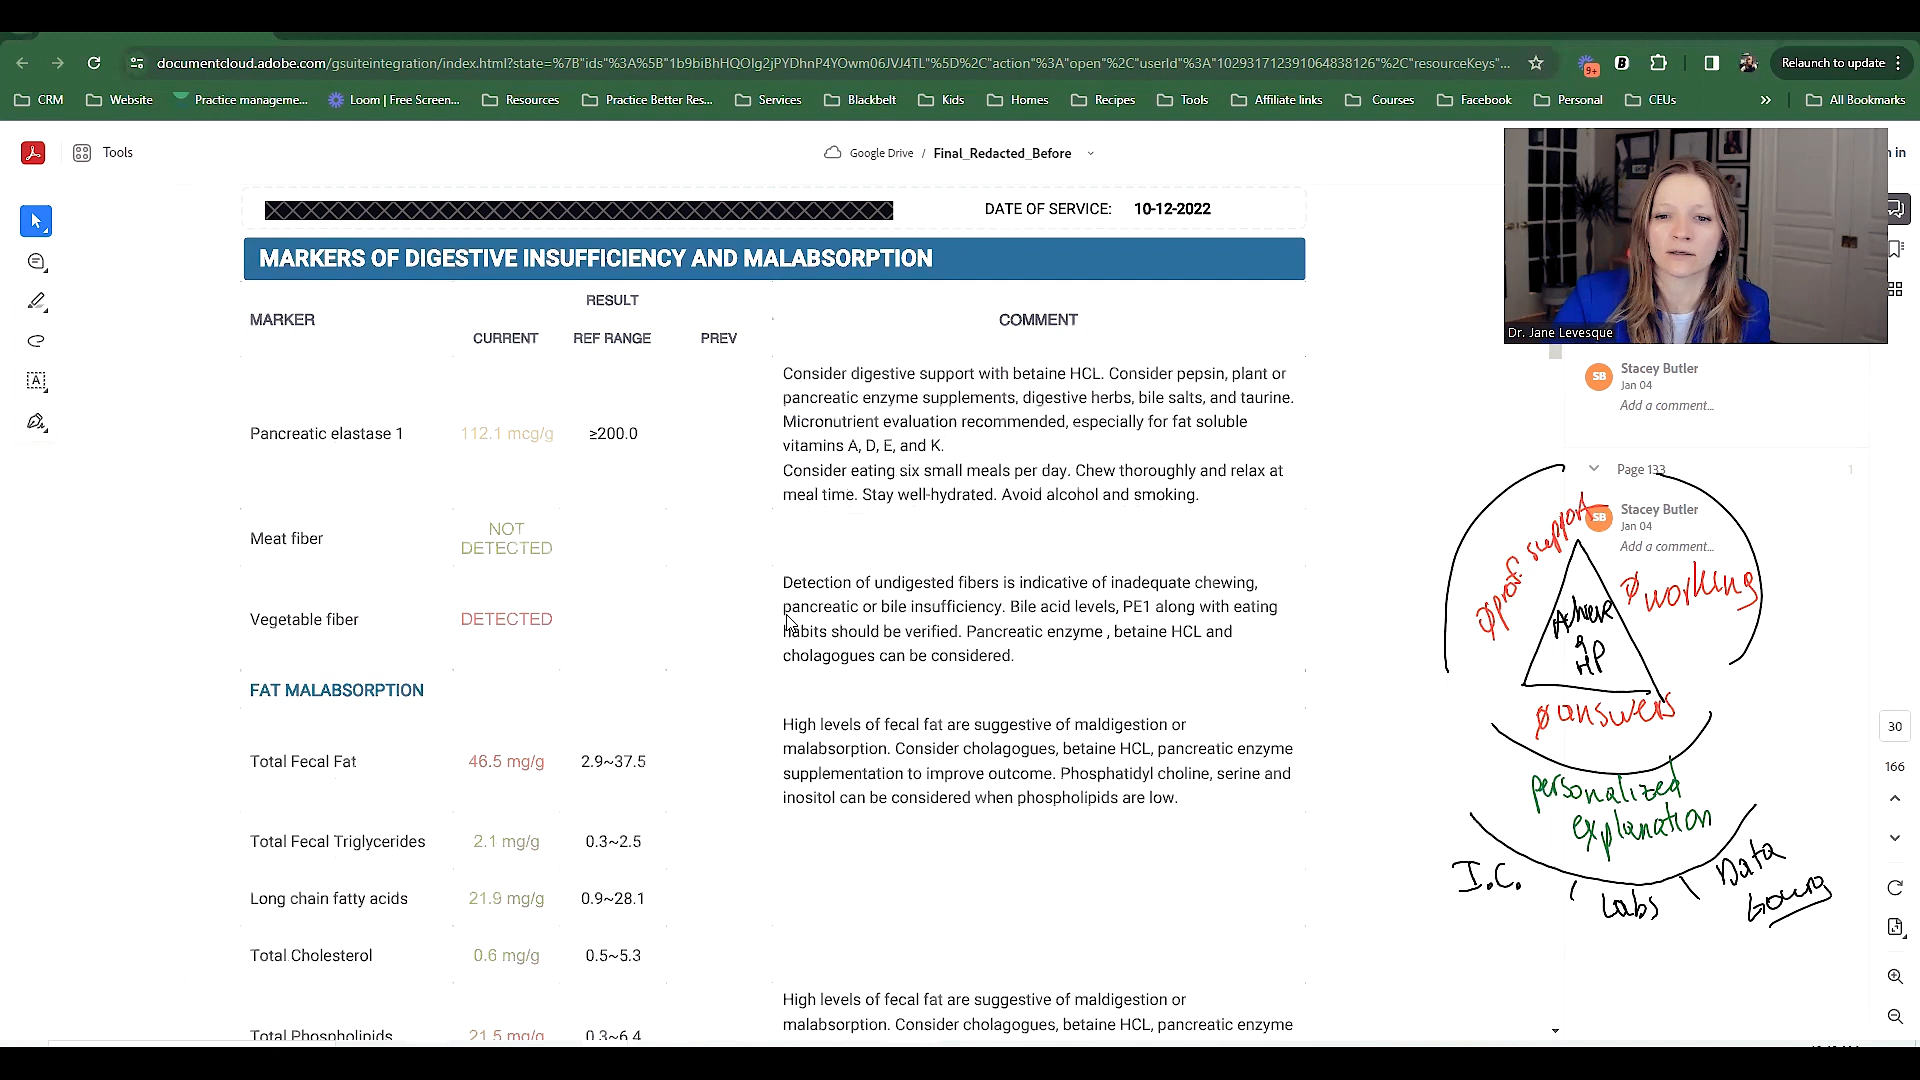 documentcloud.adobe.com/gsuiteintegration/index.html?state=%7B"ids"%3A%5B"1b9biBhHQOIg2jPYDhnP4YOwm06JVJ4TL"%5D%2C"action"%3A"open"%2C"userId"%3A"102931712391064838126"%2C"resourceKeys"...
9+
Relaunch to update
CRM Website Practice manageme... Loom | Free Screen... Resources Practice Better Res... Services Blackbelt Kids Homes Recipes Tools Affiliate links Courses Facebook Personal CEUs » All Bookmarks
Tools
Google Drive / Final_Redacted_Before
n in
DATE OF SERVICE: 10-12-2022
MARKERS OF DIGESTIVE INSUFFICIENCY AND MALABSORPTION
RESULT
MARKER COMMENT
CURRENT REF RANGE PREV
Consider digestive support with betaine HCL. Consider pepsin, plant or
pancreatic enzyme supplements, digestive herbs, bile salts, and taurine.
Micronutrient evaluation recommended, especially for fat soluble
vitamins A, D, E, and K.
Consider eating six small meals per day. Chew thoroughly and relax at
meal time. Stay well-hydrated. Avoid alcohol and smoking.
Pancreatic elastase 1 112.1 mcg/g ≥200.0
Meat fiber NOT
DETECTED
Detection of undigested fibers is indicative of inadequate chewing,
pancreatic or bile insufficiency. Bile acid levels, PE1 along with eating
habits should be verified. Pancreatic enzyme , betaine HCL and
cholagogues can be considered.
Vegetable fiber DETECTED
FAT MALABSORPTION
High levels of fecal fat are suggestive of maldigestion or
malabsorption. Consider cholagogues, betaine HCL, pancreatic enzyme
supplementation to improve outcome. Phosphatidyl choline, serine and
inositol can be considered when phospholipids are low.
Total Fecal Fat 46.5 mg/g 2.9~37.5
Total Fecal Triglycerides 2.1 mg/g 0.3~2.5
Long chain fatty acids 21.9 mg/g 0.9~28.1
Total Cholesterol 0.6 mg/g 0.5~5.3
High levels of fecal fat are suggestive of maldigestion or
malabsorption. Consider cholagogues, betaine HCL, pancreatic enzyme
Total Phospholipids 21.5 mg/g 0.3~6.4
Dr. Jane Levesque
Stacey Butler
Jan 04
Add a comment...
Page 133 1
SB
Stacey Butler
Jan 04
Add a comment...
SB
Ø prof. support
Ø working
Achieve
HP
Ø answers
personalized
explanation
I.C.
Labs
Data
30
166